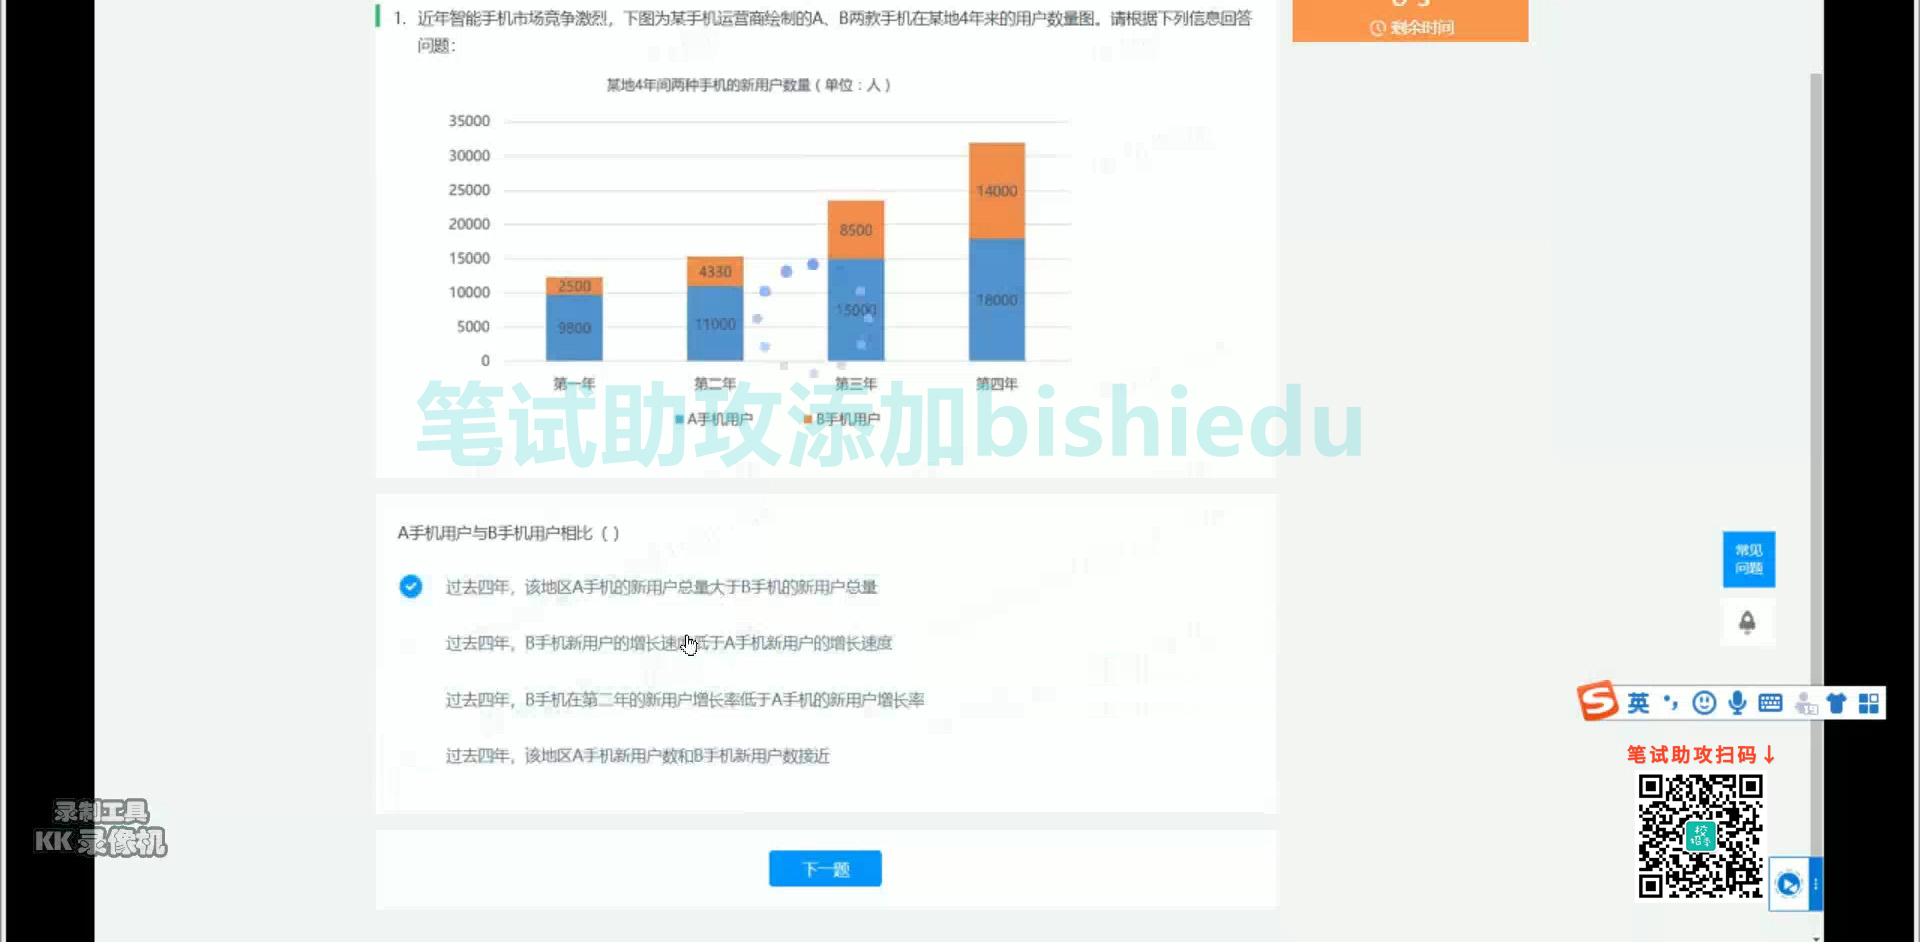 1. 近年智能手机市场竞争激烈，下图为某手机运营商绘制的A、B两款手机在某地4年来的用户数量图。请根据下列信息回答
问题：
剩余时间
某地4年间两种手机的新用户数量（单位：人）
35000
30000
25000
20000
15000
10000
5000
0
2500
9800
4330
11000
8500
15000
14000
18000
第一年 第二年 第三年 第四年
A手机用户 B手机用户
笔试助攻添加bishiedu
A手机用户与B手机用户相比（ ）
过去四年，该地区A手机的新用户总量大于B手机的新用户总量
过去四年，B手机新用户的增长速 低于A手机新用户的增长速度
过去四年，B手机在第二年的新用户增长率低于A手机的新用户增长率
过去四年，该地区A手机新用户数和B手机新用户数接近
下一题
常见
问题
英
笔试助攻扫码↓
录制工具
KK 录像机